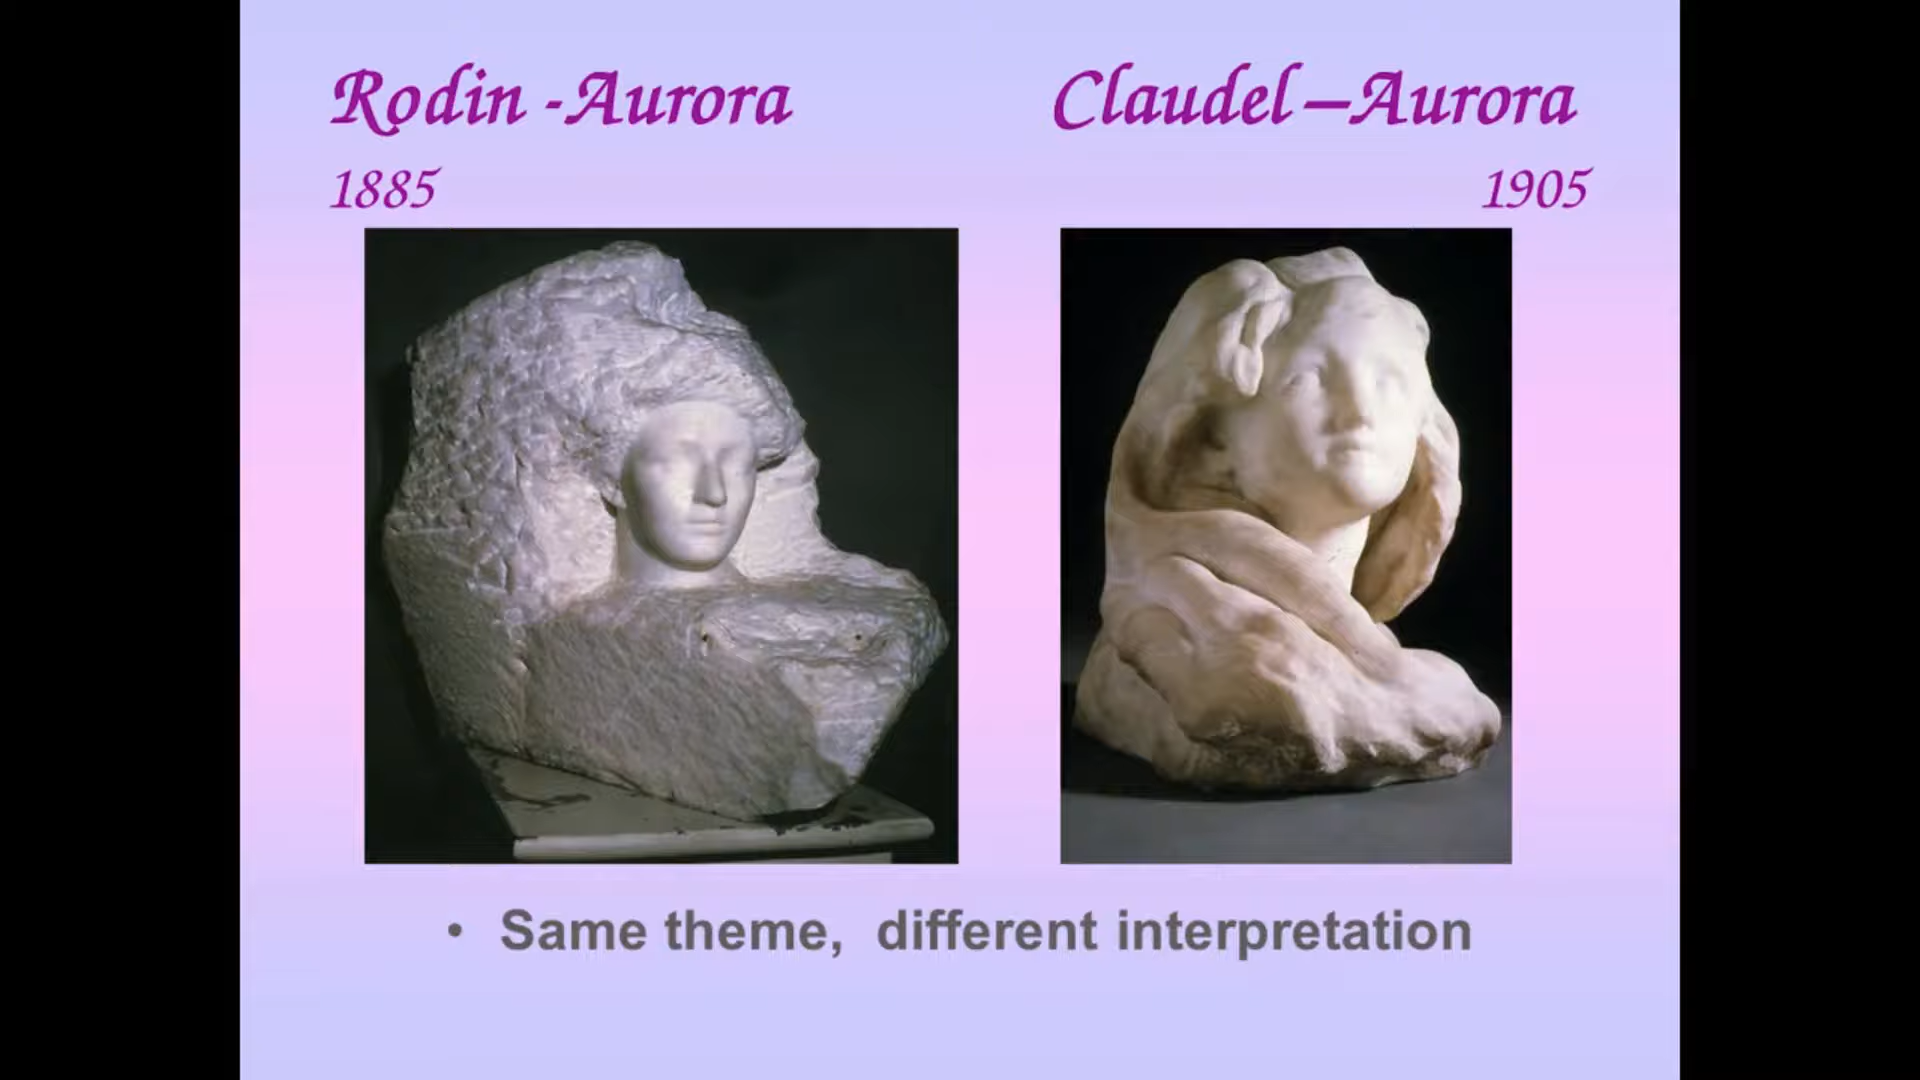 Rodin -Aurora
1885
Claudel –Aurora
1905
• Same theme, different interpretation